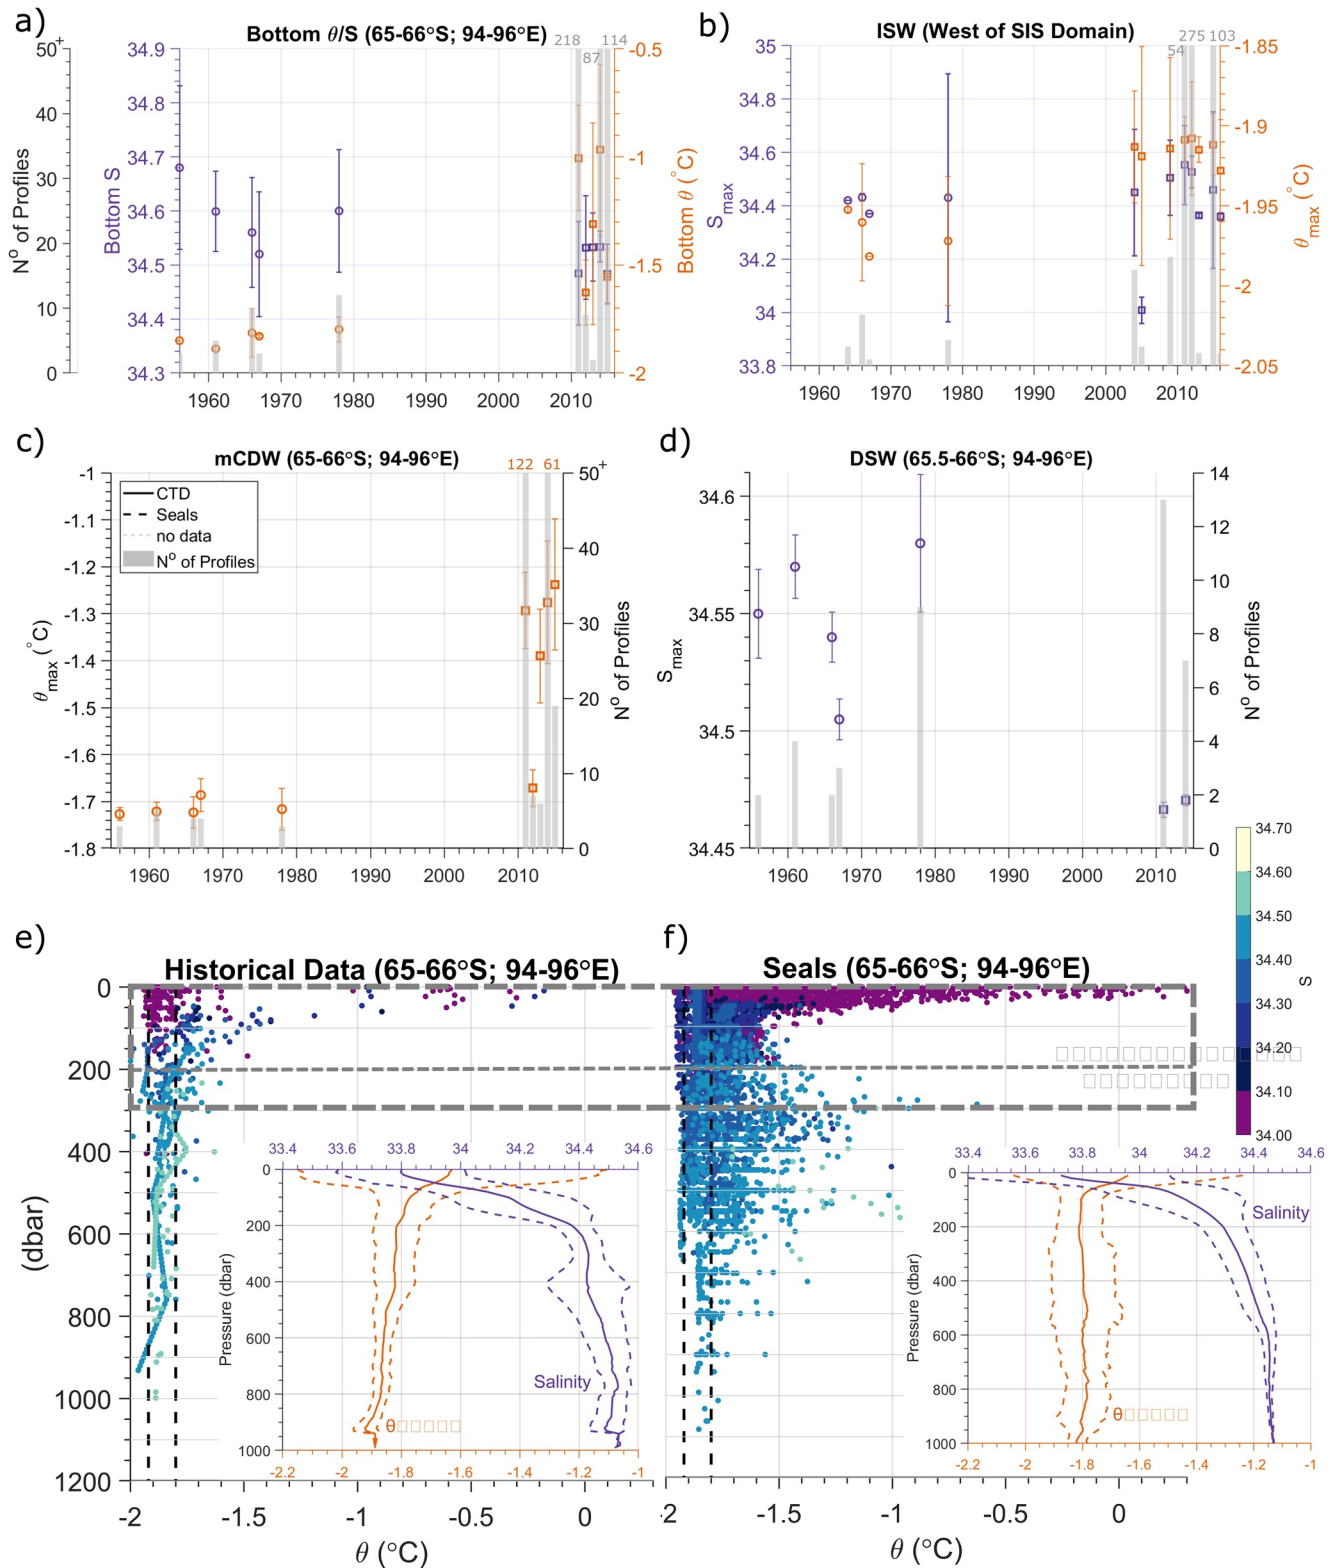 a)
Bottom θ/S (65-66°S; 94-96°E)
218
87
114
50+
40
30
20
10
0
N° of Profiles
34.9
34.8
34.7
34.6
34.5
34.4
34.3
Bottom S
-0.5
-1
-1.5
-2
Bottom θ (°C)
1960 1970 1980 1990 2000 2010
b)
ISW (West of SIS Domain)
54
275
103
35
34.8
34.6
34.4
34.2
34
33.8
Smax
-1.85
-1.9
-1.95
-2
-2.05
θmax (°C)
1960 1970 1980 1990 2000 2010
c)
mCDW (65-66°S; 94-96°E)
122
61
CTD
Seals
no data
N° of Profiles
-1
-1.1
-1.2
-1.3
-1.4
-1.5
-1.6
-1.7
-1.8
θmax (°C)
50+
40
30
20
10
0
N° of Profiles
1960 1970 1980 1990 2000 2010
d)
DSW (65.5-66°S; 94-96°E)
34.6
34.55
34.5
34.45
Smax
14
12
10
8
6
4
2
0
N° of Profiles
1960 1970 1980 1990 2000 2010
34.70
34.60
34.50
34.40
34.30
34.20
34.10
34.00
S
e)
Historical Data (65-66°S; 94-96°E)
0
200
400
600
800
1000
1200
(dbar)
-2 -1.5 -1 -0.5 0
θ (°C)
33.4 33.6 33.8 34 34.2 34.4 34.6
0
200
400
600
800
1000
Pressure (dbar)
Salinity
θ□□□□□
-2.2 -2 -1.8 -1.6 -1.4 -1.2 -1
f)
Seals (65-66°S; 94-96°E)
-2 -1.5 -1 -0.5 0
θ (°C)
33.4 33.6 33.8 34 34.2 34.4 34.6
0
200
400
600
800
1000
Pressure (dbar)
Salinity
θ□□□□□
-2.2 -2 -1.8 -1.6 -1.4 -1.2 -1